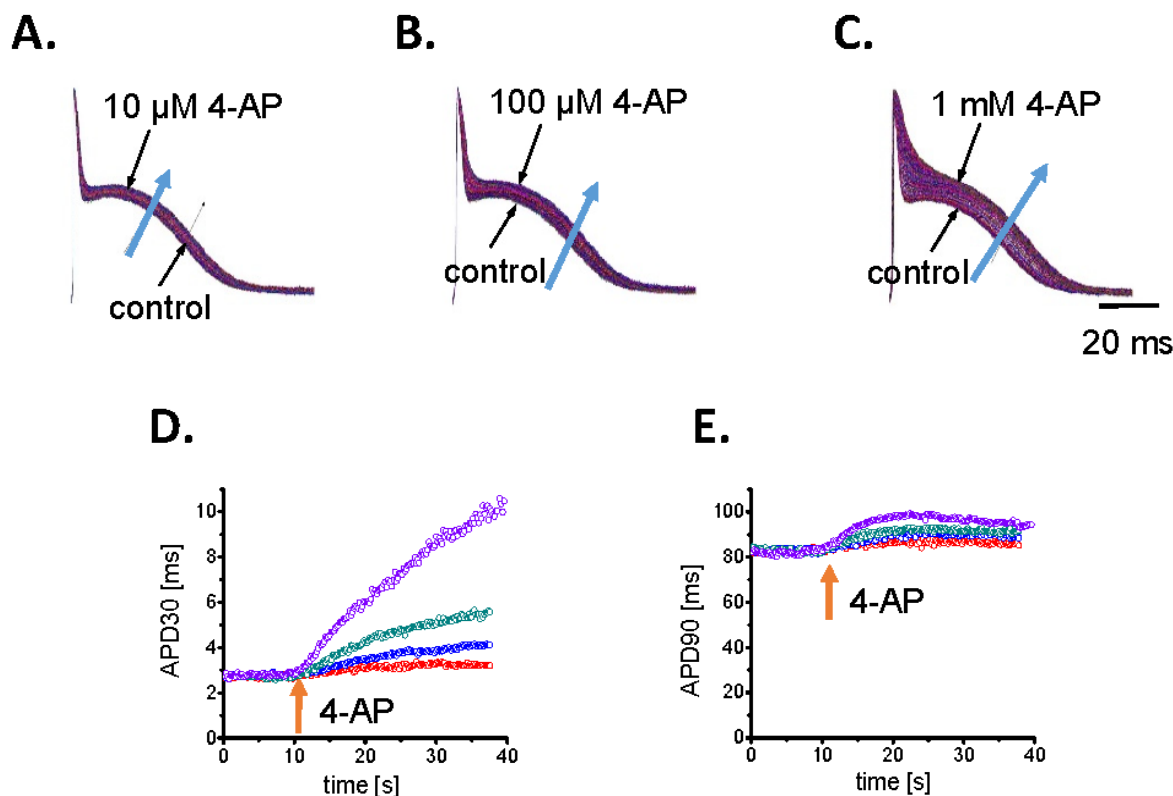 A.
B.
C.
10 µM 4-AP
control
100 µM 4-AP
control
1 mM 4-AP
control
20 ms
D.
APD30 [ms]
10
8
6
4
2
0
4-AP
0 10 20 30 40
time [s]
E.
APD90 [ms]
100
80
60
40
20
0
4-AP
0 10 20 30 40
time [s]